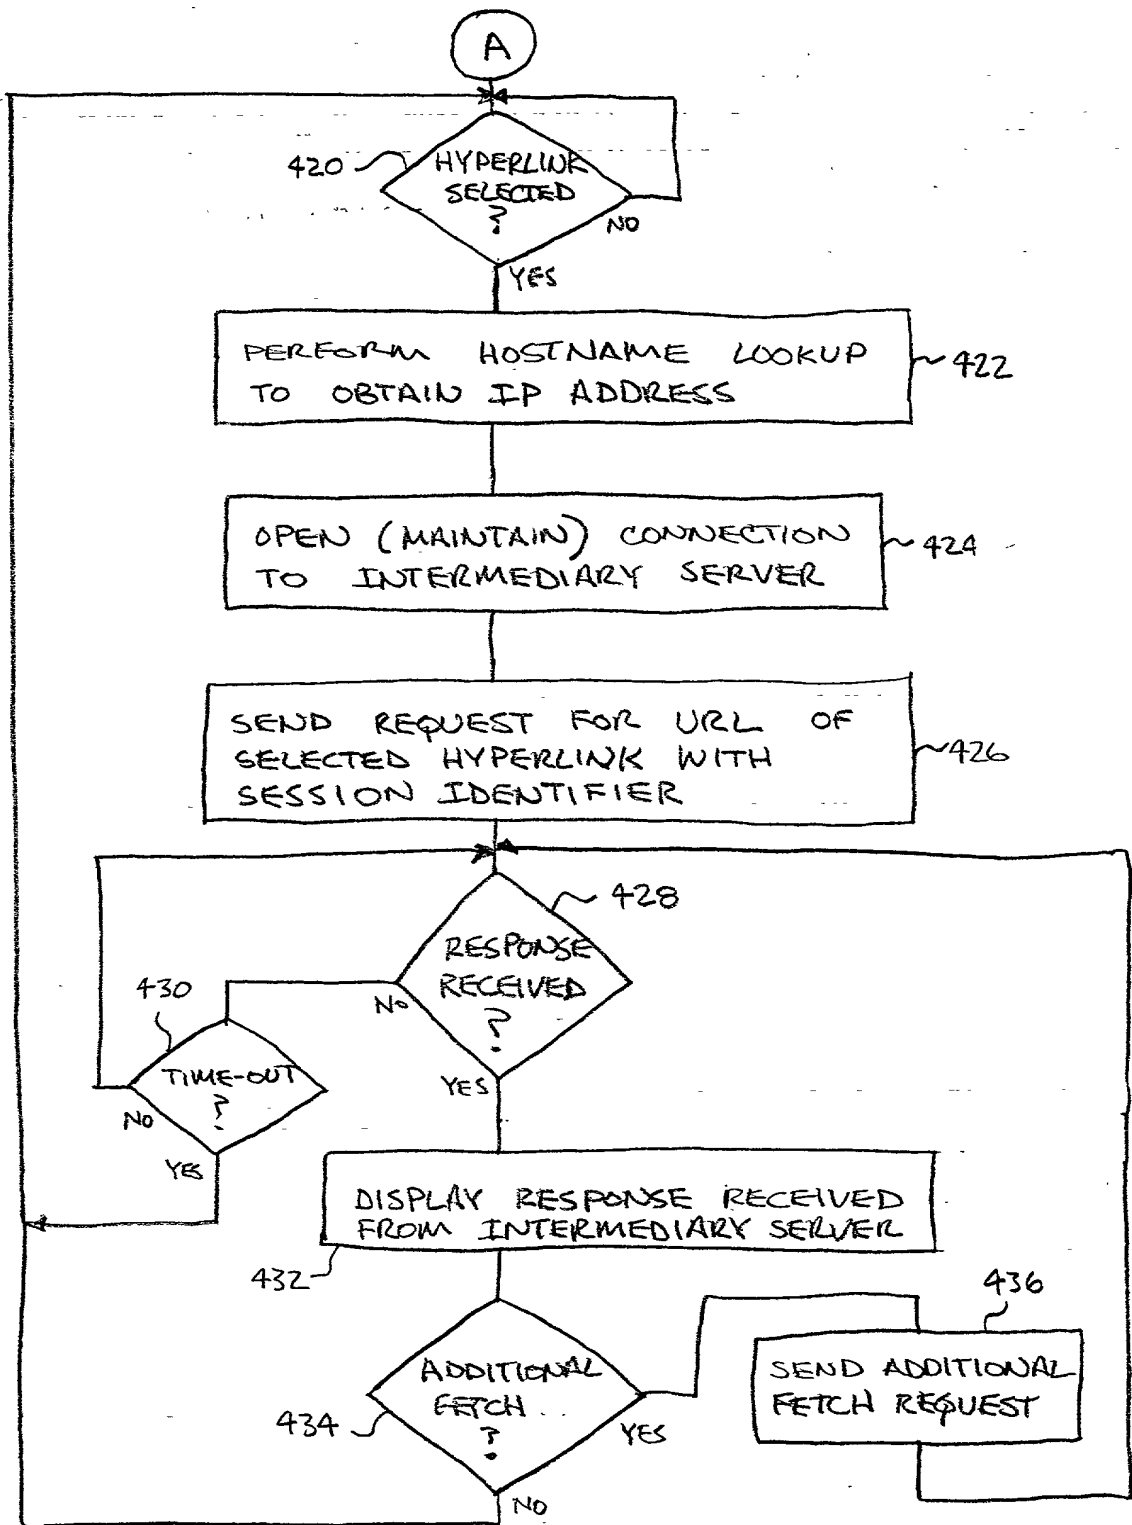 A
420
HYPERLINK
SELECTED
?
NO
YES
PERFORM HOSTNAME LOOKUP
TO OBTAIN IP ADDRESS
422
OPEN (MAINTAIN) CONNECTION
TO INTERMEDIARY SERVER
424
SEND REQUEST FOR URL OF
SELECTED HYPERLINK WITH
SESSION IDENTIFIER
426
428
RESPONSE
RECEIVED
?
NO
YES
430
TIME-OUT
?
NO
YES
DISPLAY RESPONSE RECEIVED
FROM INTERMEDIARY SERVER
432
ADDITIONAL
FETCH
?
434
YES
NO
436
SEND ADDITIONAL
FETCH REQUEST